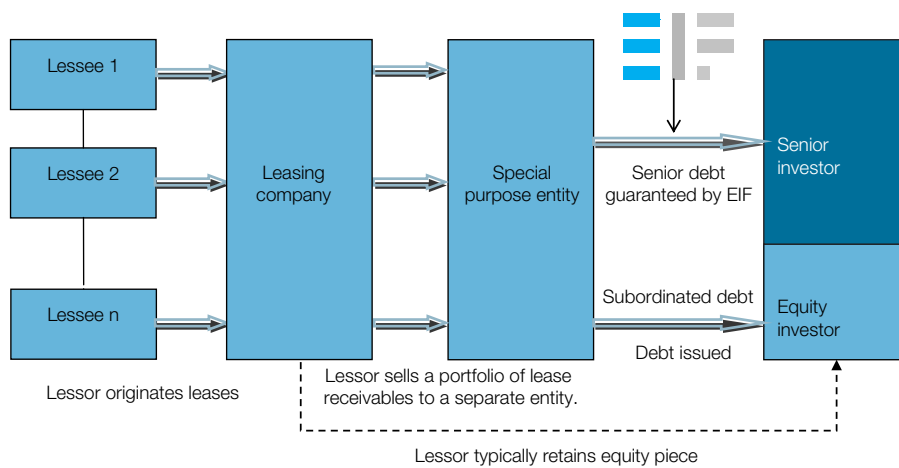 Lessee 1
Lessee 2
Lessee n
Lessor originates leases
Leasing
company
Lessor sells a portfolio of lease
receivables to a separate entity.
Special
purpose entity
Senior debt
guaranteed by EIF
Subordinated debt
Debt issued
Senior
investor
Equity
investor
Lessor typically retains equity piece